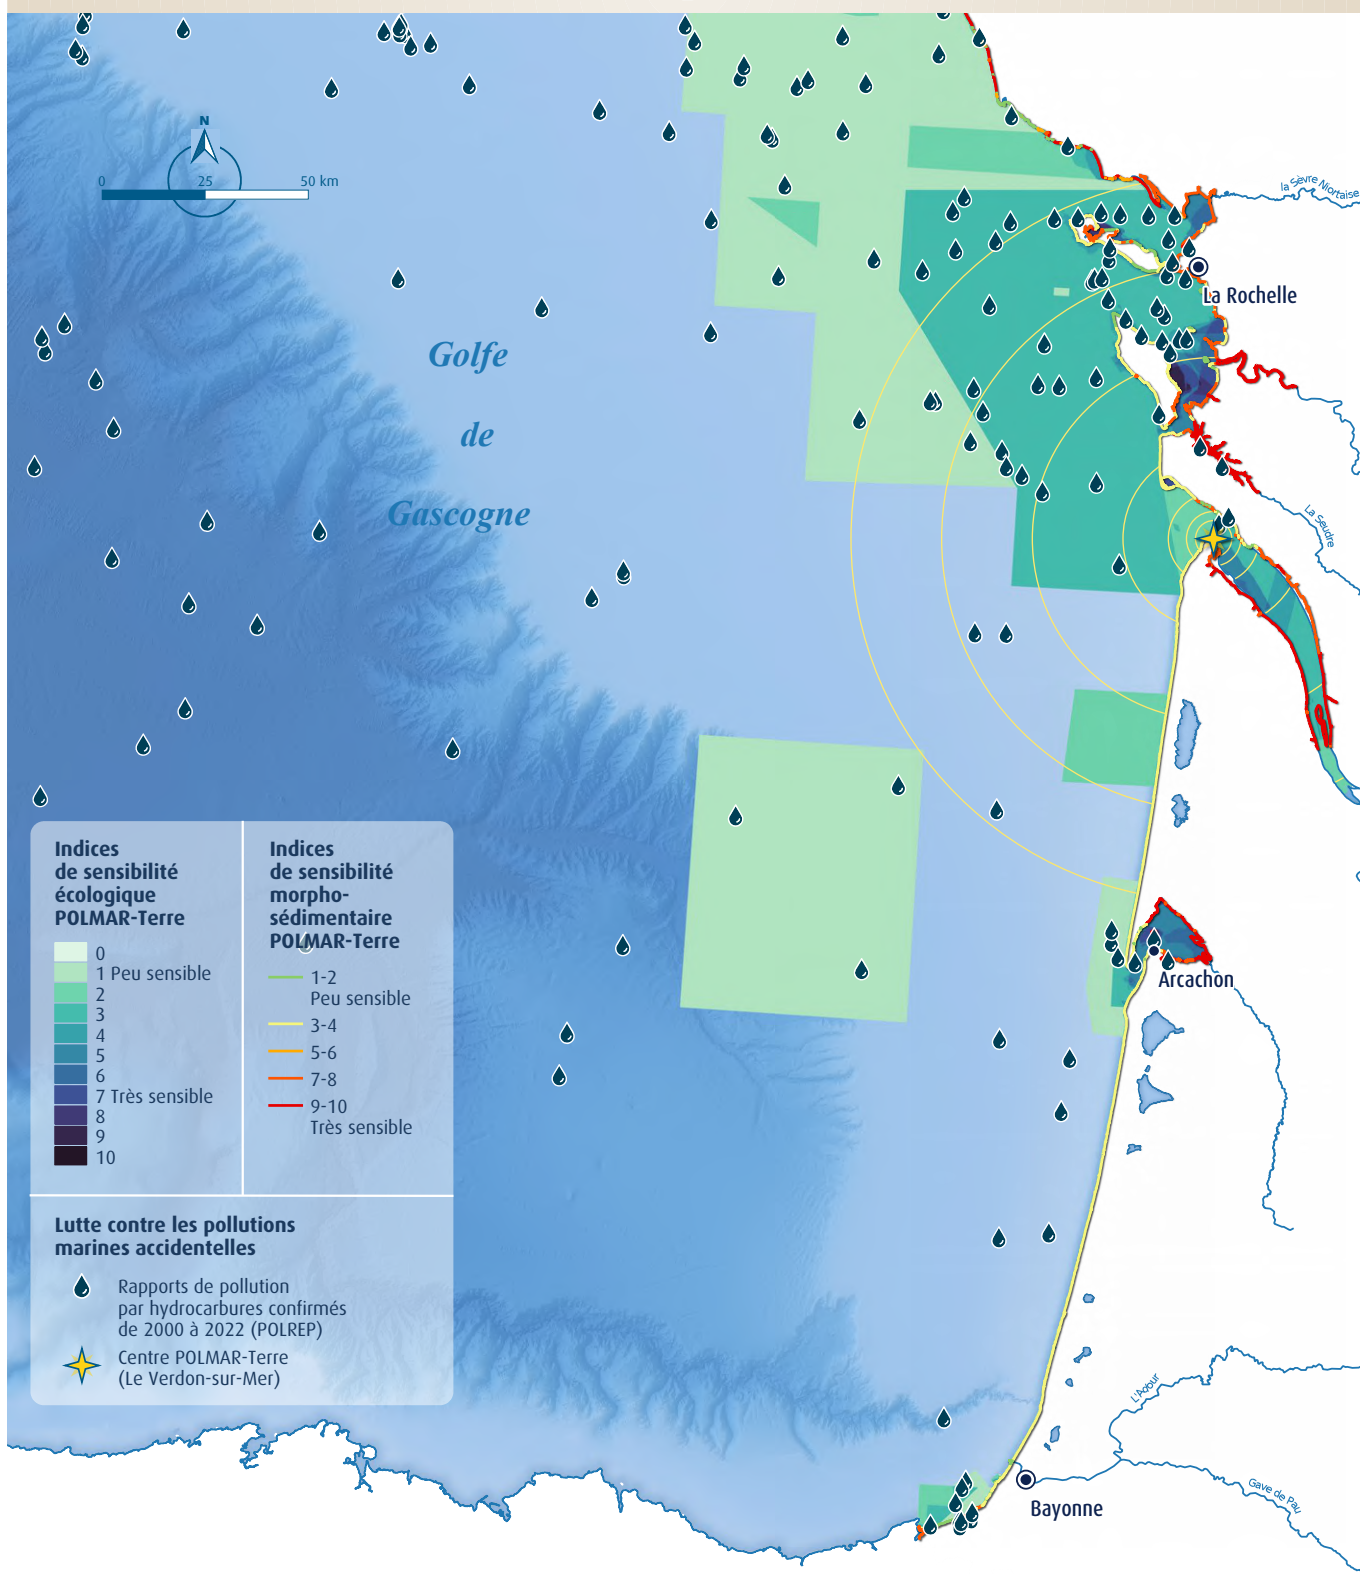 N
0 25 50 km
la Sèvre Niortaise
La Rochelle
Golfe
de
Gascogne
La Seudre
Arcachon
Indices
de sensibilité
écologique
POLMAR-Terre
0
1 Peu sensible
2
3
4
5
6
7 Très sensible
8
9
10
Indices
de sensibilité
morpho-
sédimentaire
POLMAR-Terre
1-2
Peu sensible
3-4
5-6
7-8
9-10
Très sensible
Lutte contre les pollutions
marines accidentelles
Rapports de pollution
par hydrocarbures confirmés
de 2000 à 2022 (POLREP)
Centre POLMAR-Terre
(Le Verdon-sur-Mer)
L'Adour
Gave de Pau
Bayonne